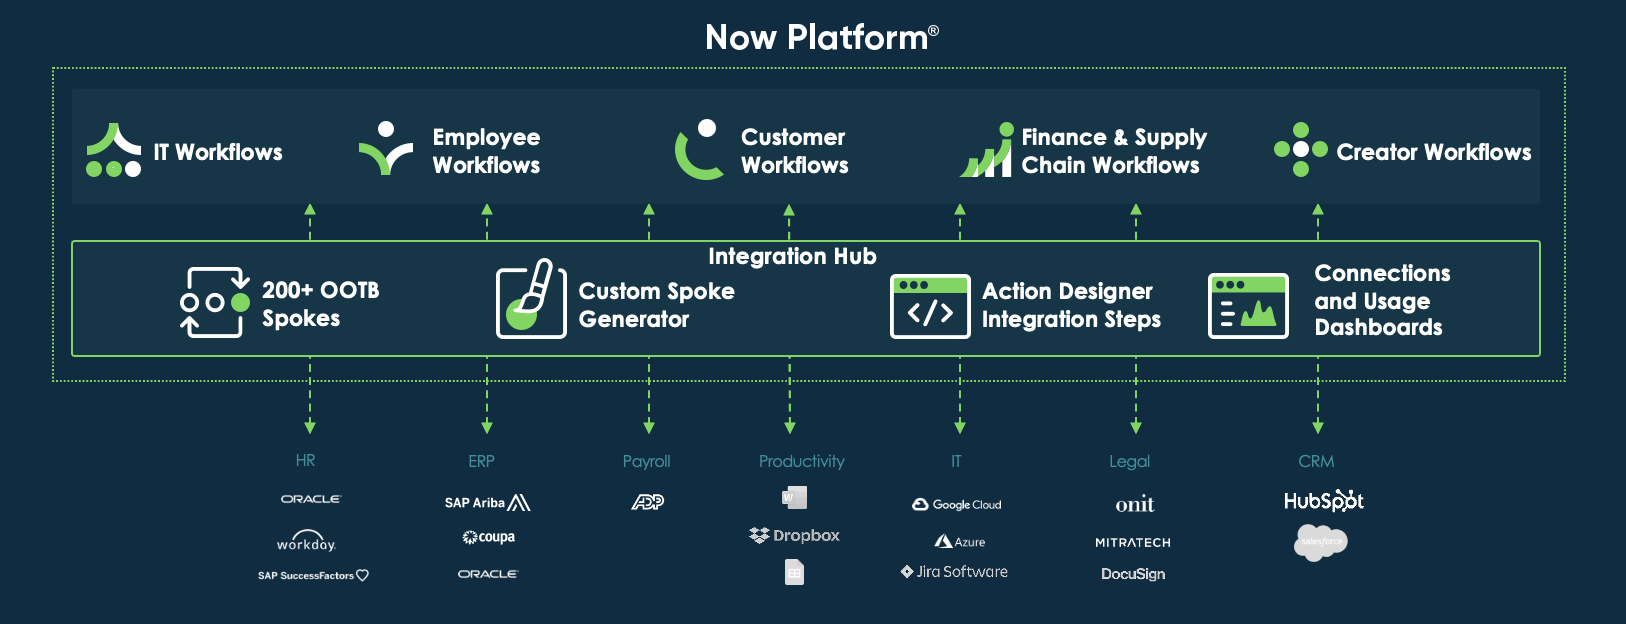 Now Platform®
IT Workflows
Employee
Workflows
Customer
Workflows
Finance & Supply
Chain Workflows
Creator Workflows
Integration Hub
200+ OOTB
Spokes
Custom Spoke
Generator
</>
Action Designer
Integration Steps
Connections
and Usage
Dashboards
HR
ORACLE
workday.
SAP SuccessFactors
ERP
SAP Ariba
coupa
ORACLE
Payroll
ADP
Productivity
W
Dropbox
IT
Google Cloud
Azure
Jira Software
Legal
onit
MITRATECH
DocuSign
CRM
HubSpot
salesforce